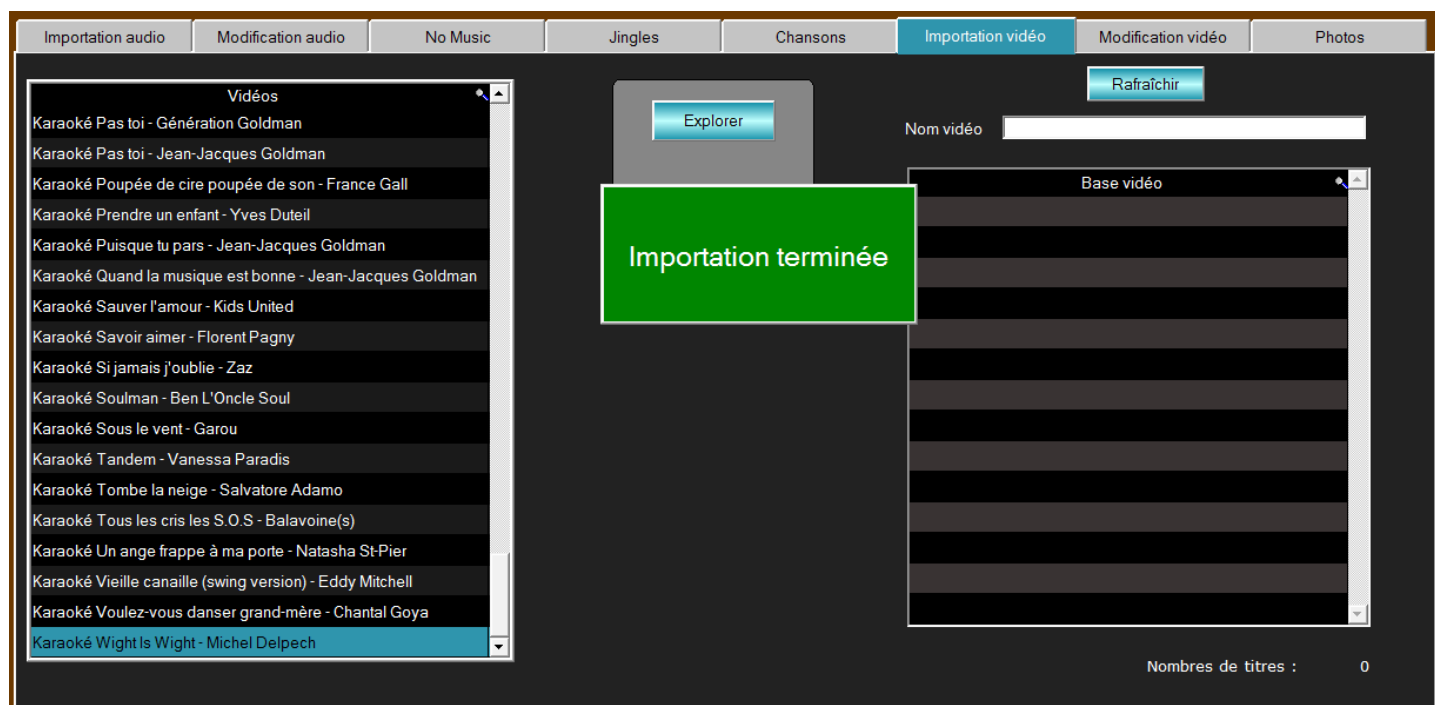 Importation audio
Modification audio
No Music
Jingles
Chansons
Importation vidéo
Modification vidéo
Photos
Vidéos
Karaoké Pas toi - Génération Goldman
Karaoké Pas toi - Jean-Jacques Goldman
Karaoké Poupée de cire poupée de son - France Gall
Karaoké Prendre un enfant - Yves Duteil
Karaoké Puisque tu pars - Jean-Jacques Goldman
Karaoké Quand la musique est bonne - Jean-Jacques Goldman
Karaoké Sauver l'amour - Kids United
Karaoké Savoir aimer - Florent Pagny
Karaoké Si jamais j'oublie - Zaz
Karaoké Soulman - Ben L'Oncle Soul
Karaoké Sous le vent - Garou
Karaoké Tandem - Vanessa Paradis
Karaoké Tombe la neige - Salvatore Adamo
Karaoké Tous les cris les S.O.S - Balavoine(s)
Karaoké Un ange frappe à ma porte - Natasha St-Pier
Karaoké Vieille canaille (swing version) - Eddy Mitchell
Karaoké Voulez-vous danser grand-mère - Chantal Goya
Karaoké Wight Is Wight - Michel Delpech
Explorer
Importation terminée
Rafraîchir
Nom vidéo
Base vidéo
Nombres de titres : 0